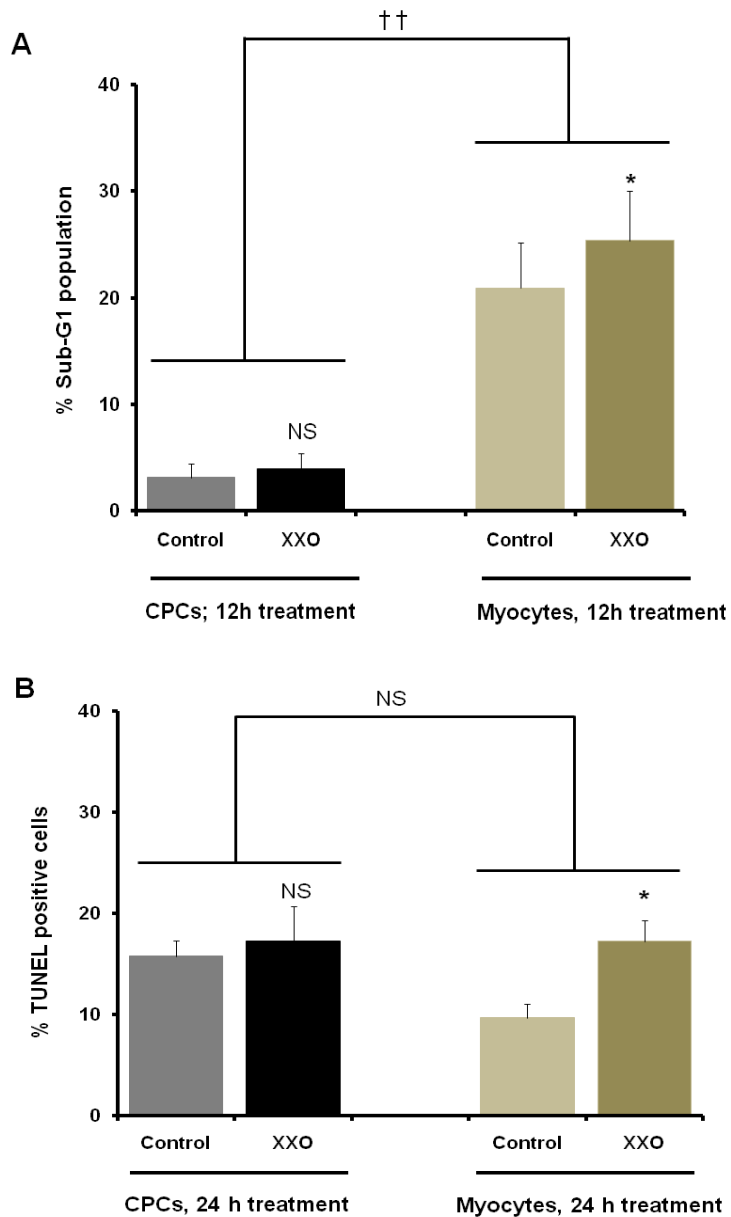 A
††
% Sub-G1 population
40
30
20
10
0
*
NS
Control
XXO
Control
XXO
CPCs; 12h treatment
Myocytes, 12h treatment
B
NS
% TUNEL positive cells
40
30
20
10
0
NS
*
Control
XXO
Control
XXO
CPCs, 24 h treatment
Myocytes, 24 h treatment